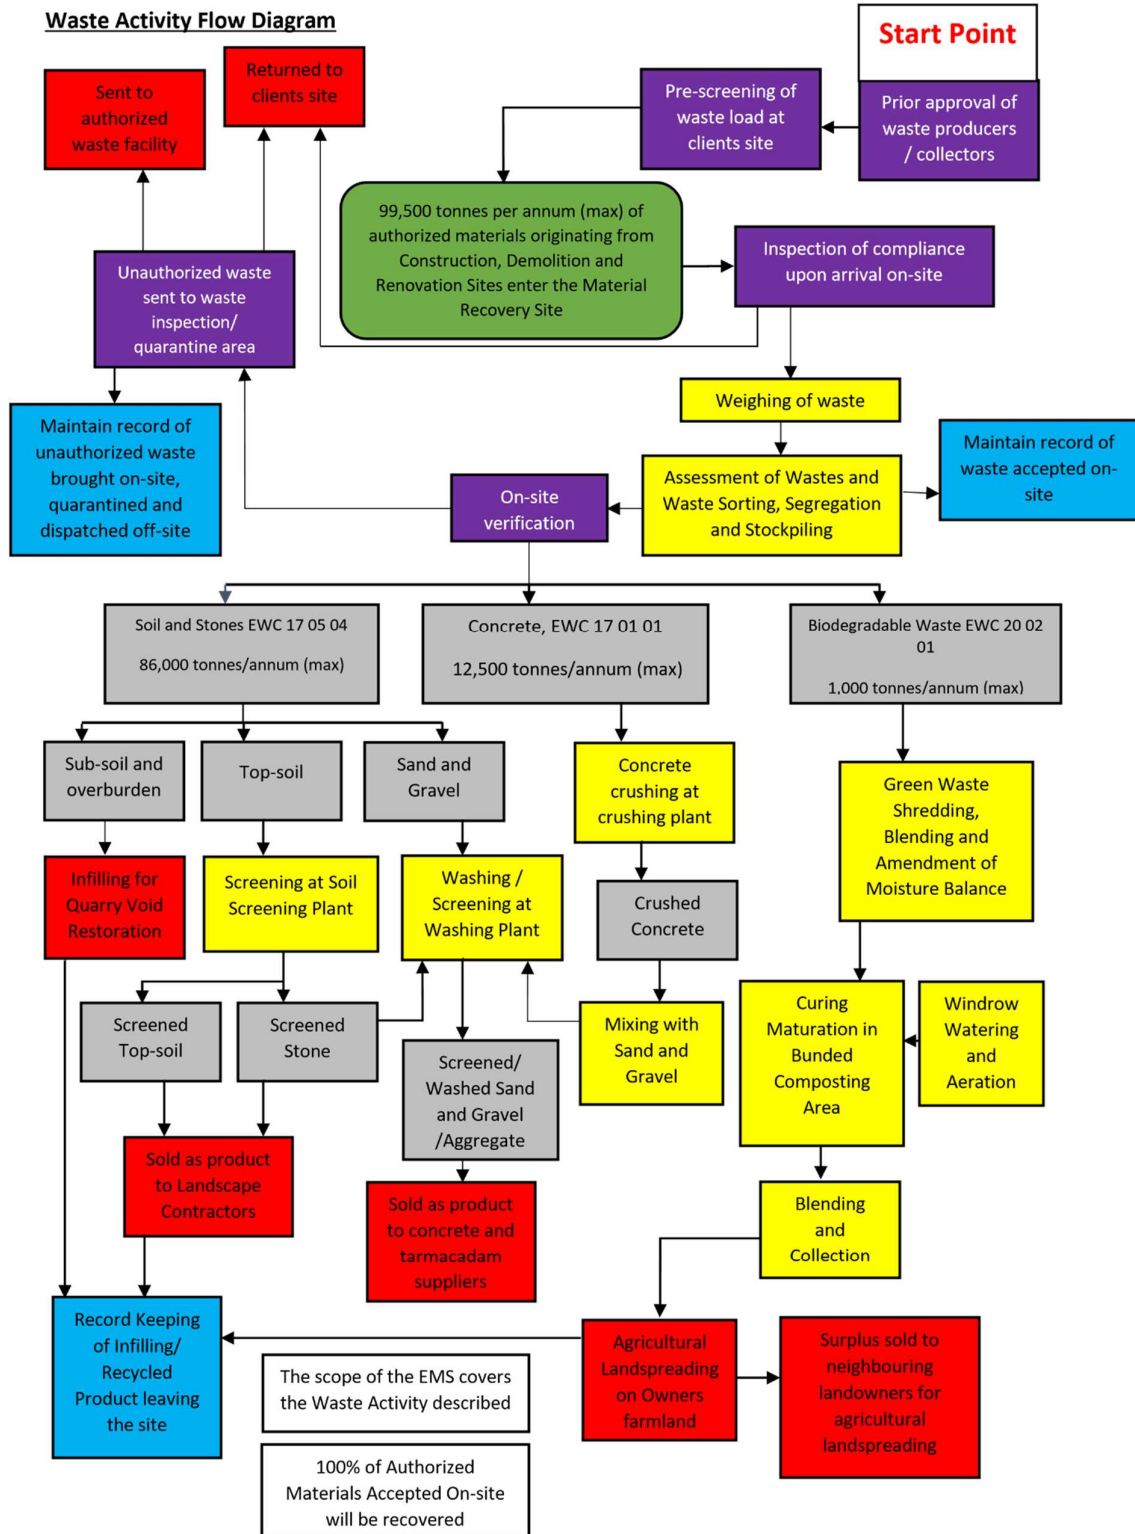 Waste Activity Flow Diagram
Start Point
Sent to
authorized
waste facility
Returned to
clients site
Pre-screening of
waste load at
clients site
Prior approval of
waste producers
/ collectors
99,500 tonnes per annum (max) of
authorized materials originating from
Construction, Demolition and
Renovation Sites enter the Material
Recovery Site
Inspection of compliance
upon arrival on-site
Unauthorized waste
sent to waste
inspection/
quarantine area
Weighing of waste
Maintain record of
unauthorized waste
brought on-site,
quarantined and
dispatched off-site
On-site
verification
Assessment of Wastes and
Waste Sorting, Segregation
and Stockpiling
Maintain record of
waste accepted on-
site
Soil and Stones EWC 17 05 04
86,000 tonnes/annum (max)
Concrete, EWC 17 01 01
12,500 tonnes/annum (max)
Biodegradable Waste EWC 20 02
01
1,000 tonnes/annum (max)
Sub-soil and
overburden
Top-soil
Sand and
Gravel
Concrete
crushing at
crushing plant
Green Waste
Shredding,
Blending and
Amendment of
Moisture Balance
Infilling for
Quarry Void
Restoration
Screening at Soil
Screening Plant
Washing /
Screening at
Washing Plant
Crushed
Concrete
Screened
Top-soil
Screened
Stone
Screened/
Washed Sand
and Gravel
/Aggregate
Mixing with
Sand and
Gravel
Curing
Maturation in
Bunded
Composting
Area
Windrow
Watering
and
Aeration
Sold as product
to Landscape
Contractors
Sold as product
to concrete and
tarmacadam
suppliers
Blending
and
Collection
Record Keeping
of Infilling/
Recycled
Product leaving
the site
The scope of the EMS covers
the Waste Activity described
100% of Authorized
Materials Accepted On-site
will be recovered
Agricultural
Landspreading
on Owners
farmland
Surplus sold to
neighbouring
landowners for
agricultural
landspreading